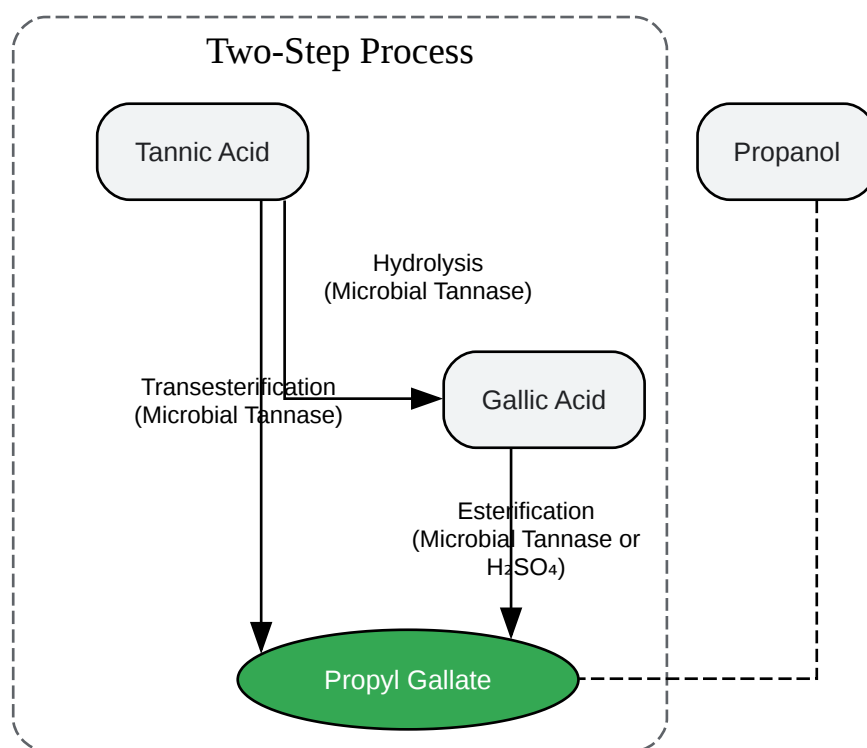 Two-Step Process
Tannic Acid
Propanol
Hydrolysis
(Microbial Tannase)
Transesterification
(Microbial Tannase)
Gallic Acid
Esterification
(Microbial Tannase or
H₂SO₄)
Propyl Gallate